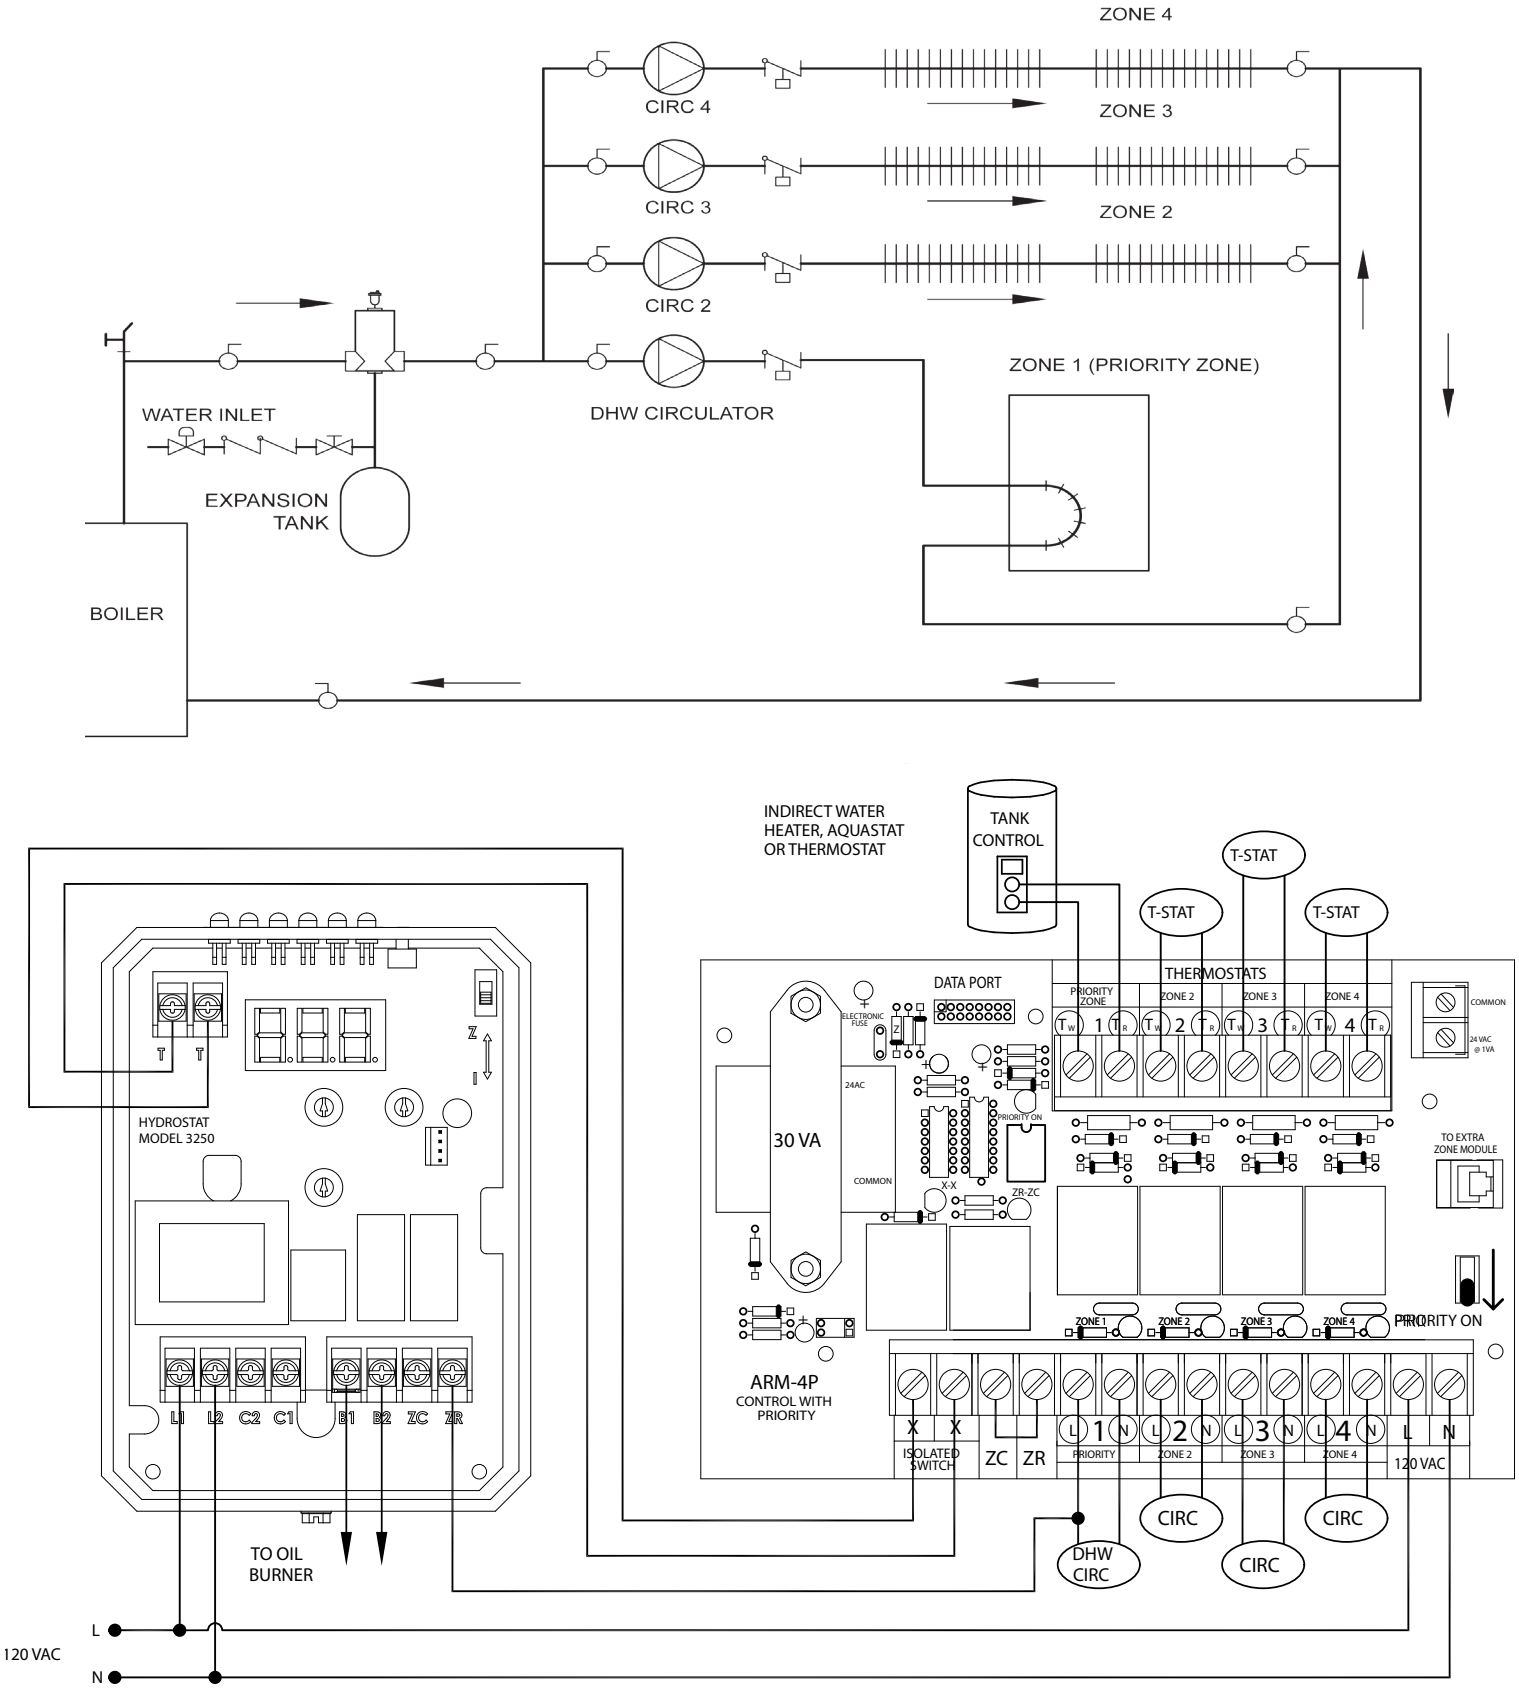 ZONE 4
CIRC 4
ZONE 3
CIRC 3
ZONE 2
CIRC 2
ZONE 1 (PRIORITY ZONE)
DHW CIRCULATOR
WATER INLET
EXPANSION
TANK
BOILER
INDIRECT WATER
HEATER, AQUASTAT
OR THERMOSTAT
TANK
CONTROL
T-STAT
T-STAT
T-STAT
DATA PORT
THERMOSTATS
PRIORITY
ZONE
ZONE 2
ZONE 3
ZONE 4
TW 1 TR TW 2 TR TW 3 TR TW 4 TR
COMMON
24 VAC
@ 1VA
ELECTRONIC
FUSE
Z
24AC
PRIORITY ON
30 VA
COMMON
X-X
ZR-ZC
TO EXTRA
ZONE MODULE
T T
Z
I
HYDROSTAT
MODEL 3250
ZONE 1
ZONE 2
ZONE 3
ZONE 4
PRIORITY ON
ARM-4P
CONTROL WITH
PRIORITY
L1 L2 C2 C1 B1 B2 ZC ZR
X X
ISOLATED
SWITCH
ZC ZR
L 1 N L 2 N L 3 N L 4 N L N
PRIORITY
ZONE 2
ZONE 3
ZONE 4
120 VAC
TO OIL
BURNER
DHW
CIRC
CIRC
CIRC
CIRC
L
120 VAC
N